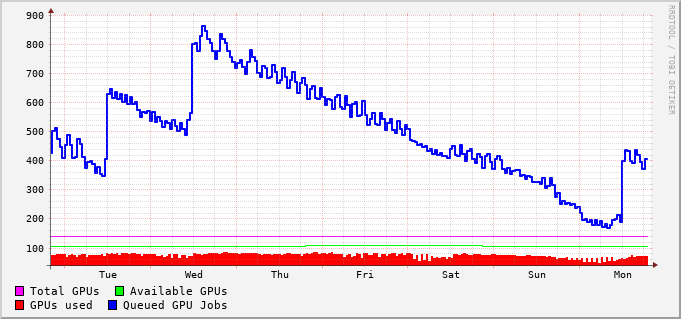 900
800
700
600
500
400
300
200
100
Tue Wed Thu Fri Sat Sun Mon
Total GPUs Available GPUs
GPUs used Queued GPU Jobs
RRDTOOL / TOBI OETIKER